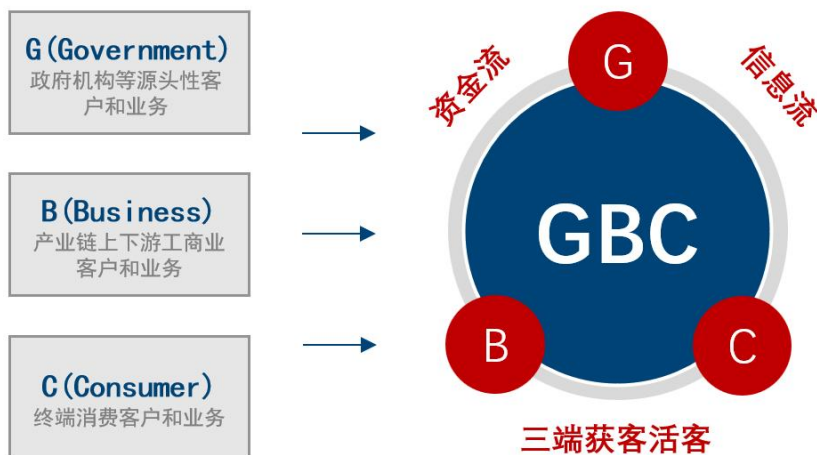 G(Government)
政府机构等源头性客
户和业务
B(Business)
产业链上下游工商业
客户和业务
C(Consumer)
终端消费客户和业务
资金流
G
信息流
GBC
B
C
三端获客活客